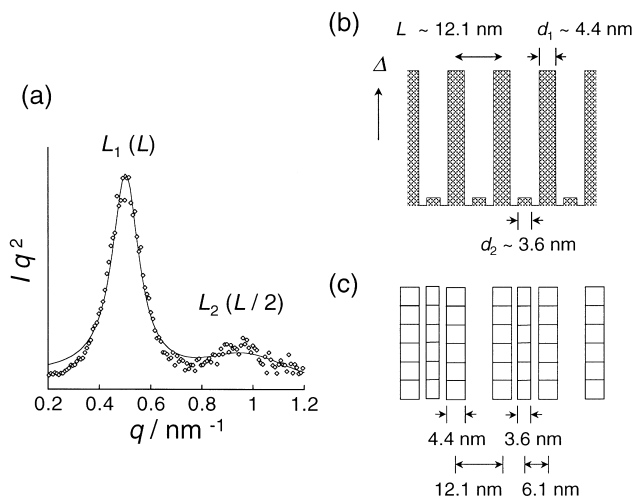 (a)
L₁ (L)
L₂ (L / 2)
I q ²
0.2 0.4 0.6 0.8 1 1.2
q / nm ⁻¹
(b)
L ~ 12.1 nm d₁ ~ 4.4 nm
Δ
d₂ ~ 3.6 nm
(c)
4.4 nm 3.6 nm
12.1 nm 6.1 nm